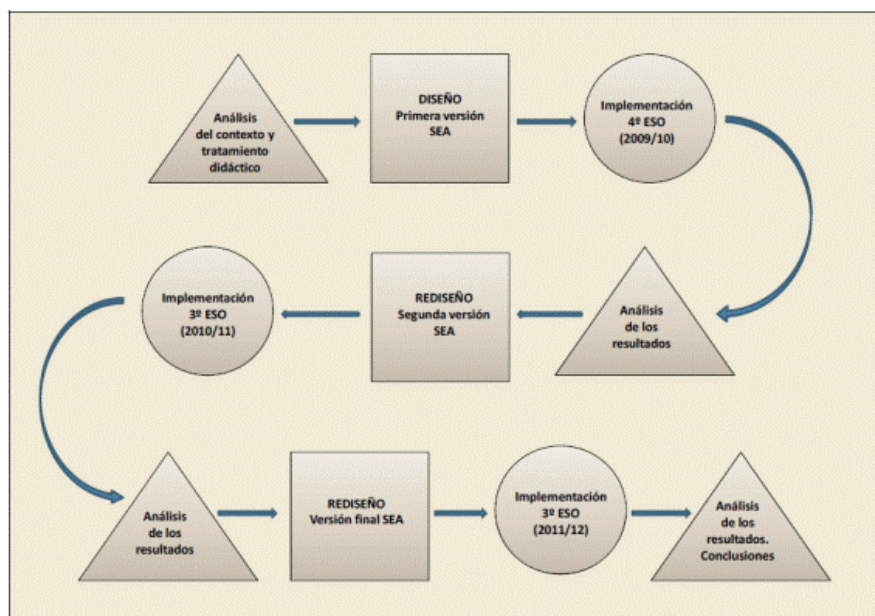 Análisis
del contexto y
tratamiento
didáctico
DISEÑO
Primera versión
SEA
Implementación
4º ESO
(2009/10)
Análisis
de los
resultados
REDISEÑO
Segunda versión
SEA
Implementación
3º ESO
(2010/11)
Análisis
de los
resultados
REDISEÑO
Versión final SEA
Implementación
3º ESO
(2011/12)
Análisis
de los
resultados.
Conclusiones